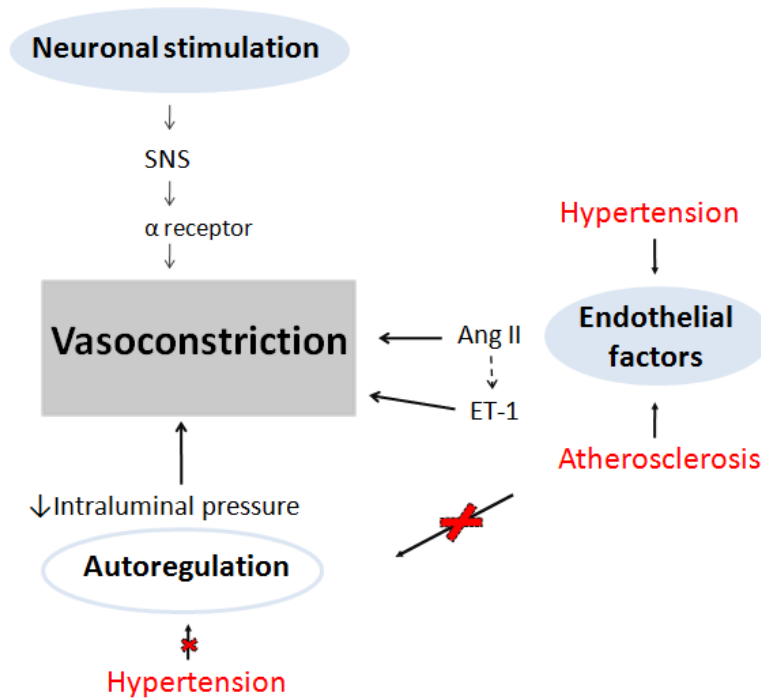 Neuronal stimulation
SNS
α receptor
Hypertension
Vasoconstriction
Ang II
Endothelial
factors
ET-1
Atherosclerosis
↓Intraluminal pressure
Autoregulation
Hypertension